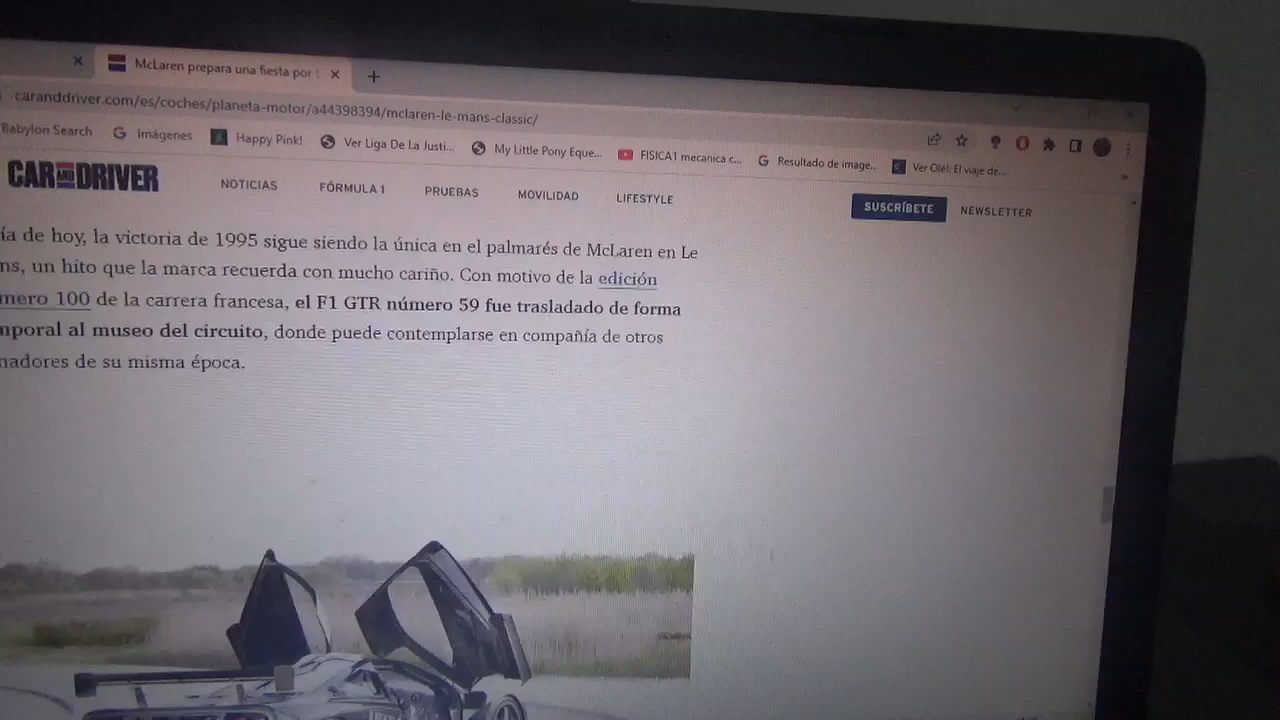 McLaren prepara una fiesta por
caranddriver.com/es/coches/planeta-motor/a44398394/mclaren-le-mans-classic/
Babylon Search Imágenes Happy Pink! Ver Liga De La Justi... My Little Pony Eque... FISICA1 mecanica c... Resultado de image... Ver Olé!: El viaje de...
CAR AND DRIVER NOTICIAS FÓRMULA 1 PRUEBAS MOVILIDAD LIFESTYLE SUSCRÍBETE NEWSLETTER
ía de hoy, la victoria de 1995 sigue siendo la única en el palmarés de McLaren en Le
ns, un hito que la marca recuerda con mucho cariño. Con motivo de la edición
mero 100 de la carrera francesa, el F1 GTR número 59 fue trasladado de forma
mporal al museo del circuito, donde puede contemplarse en compañía de otros
nadores de su misma época.